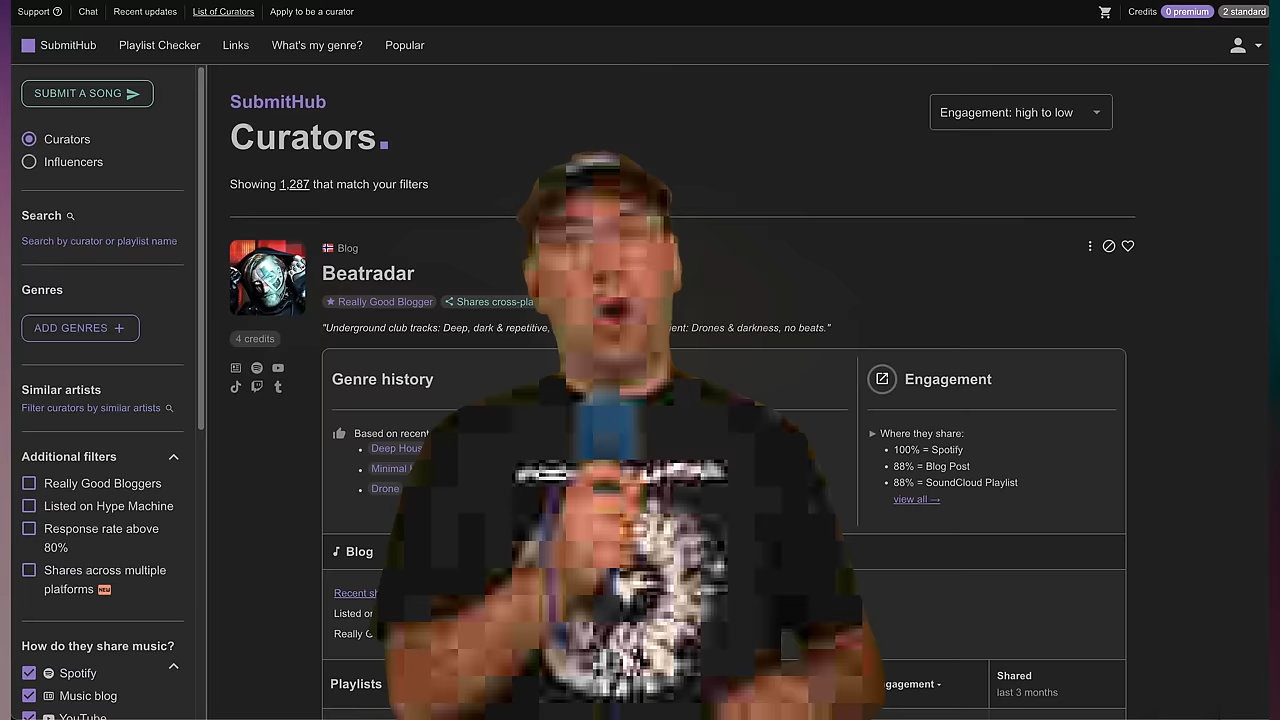 Support
Chat
Recent updates
List of Curators
Apply to be a curator
Credits
0 premium
2 standard
SubmitHub
Playlist Checker
Links
What's my genre?
Popular
SUBMIT A SONG
Curators
Influencers
Search
Search by curator or playlist name
Genres
ADD GENRES +
Similar artists
Filter curators by similar artists
Additional filters
Really Good Bloggers
Listed on Hype Machine
Response rate above
80%
Shares across multiple
platforms NEW
How do they share music?
Spotify
Music blog
YouTube
SubmitHub
Curators.
Engagement: high to low
Showing 1,287 that match your filters
Blog
Beatradar
Really Good Blogger
Shares cross-pla
"Underground club tracks: Deep, dark & repetitive,
ent: Drones & darkness, no beats."
4 credits
Genre history
Based on recent
Deep Hous
Minimal
Drone
Engagement
Where they share:
100% = Spotify
88% = Blog Post
88% = SoundCloud Playlist
view all →
Blog
Recent sh
Listed on
Really G
Playlists
gagement
Shared
last 3 months